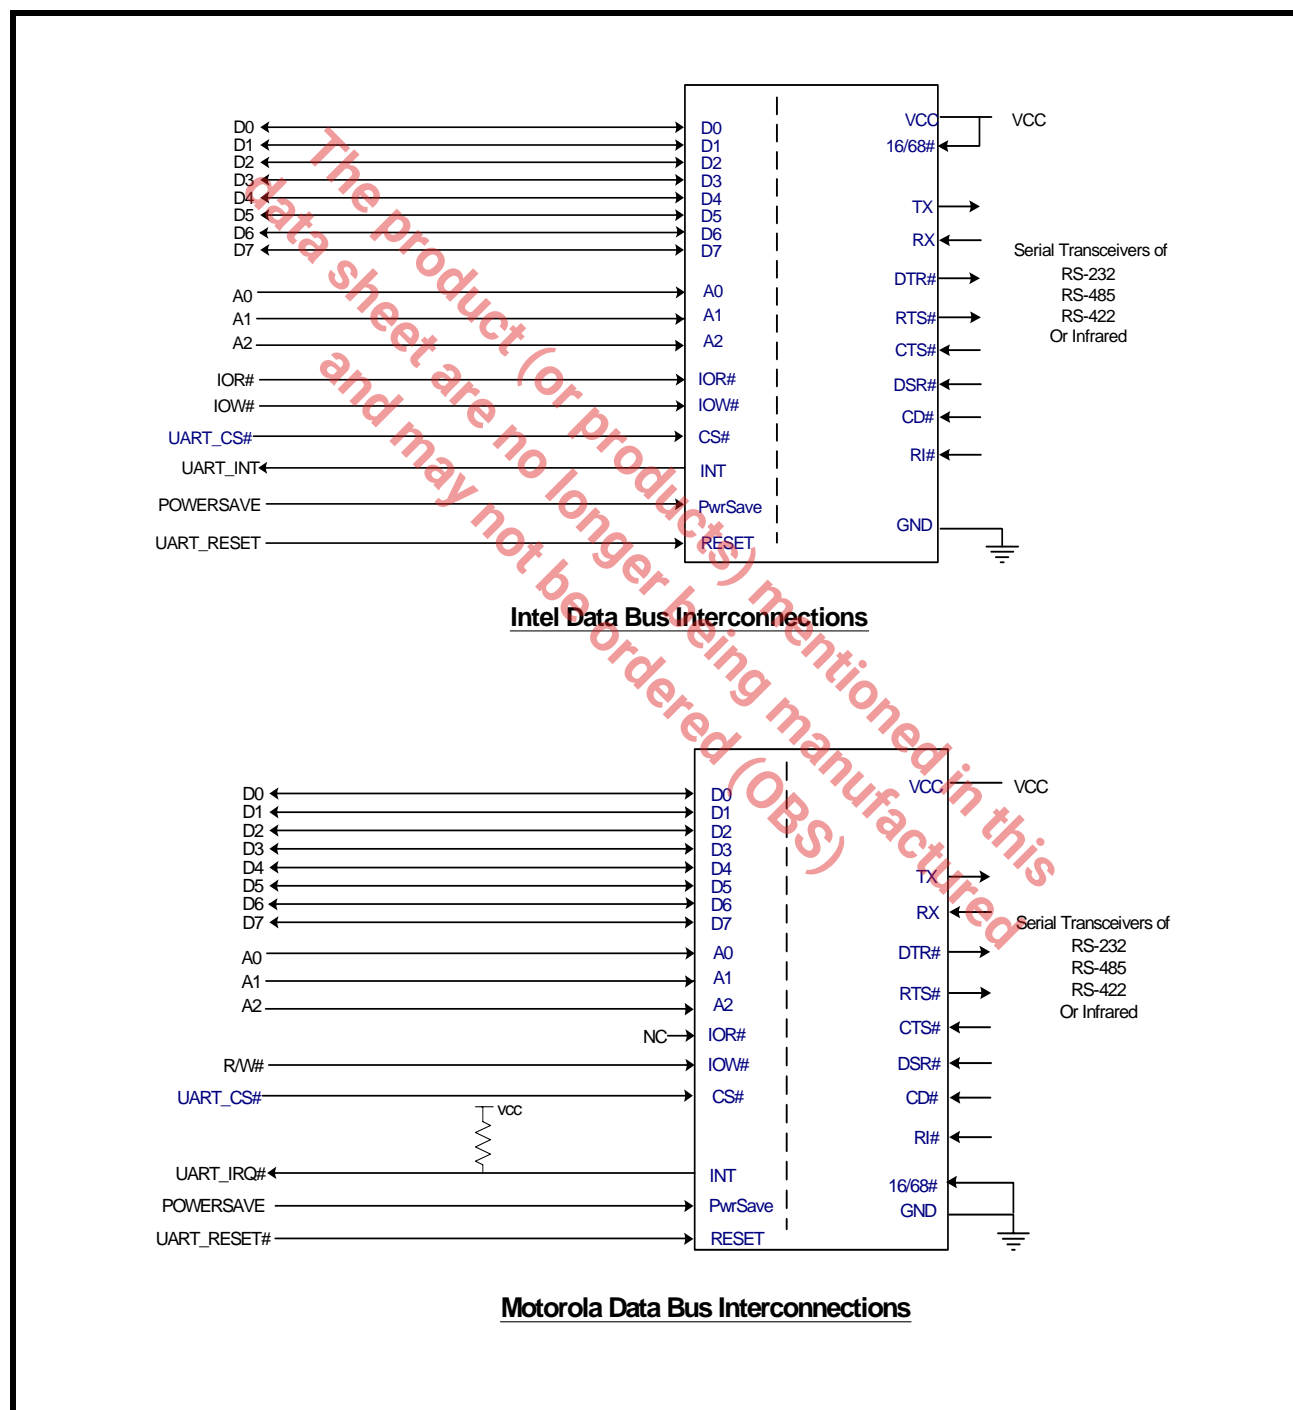 D0 D0 VCC VCC
D1 D1 16/68#
D2 D2
D3 D3
D4 D4
D5 D5 TX
D6 D6 RX
D7 D7
Serial Transceivers of
RS-232
RS-485
RS-422
Or Infrared
DTR#
A0 A0
A1 A1 RTS#
A2 A2 CTS#
IOR# IOR# DSR#
IOW# IOW# CD#
UART_CS# CS#
UART_INT INT RI#
POWERSAVE PwrSave
GND
UART_RESET RESET
Intel Data Bus Interconnections
The product (or products) mentioned in this
data sheet are no longer being manufactured
and may not be ordered (OBS)
D0 D0 VCC VCC
D1 D1
D2 D2
D3 D3
D4 D4 TX
D5 D5
D6 D6 RX
D7 D7
Serial Transceivers of
RS-232
RS-485
RS-422
Or Infrared
A0 A0 DTR#
A1 A1 RTS#
A2 A2
NC IOR# CTS#
R/W# IOW# DSR#
UART_CS# CS# CD#
VCC
RI#
UART_IRQ# INT 16/68#
POWERSAVE PwrSave GND
UART_RESET# RESET
Motorola Data Bus Interconnections